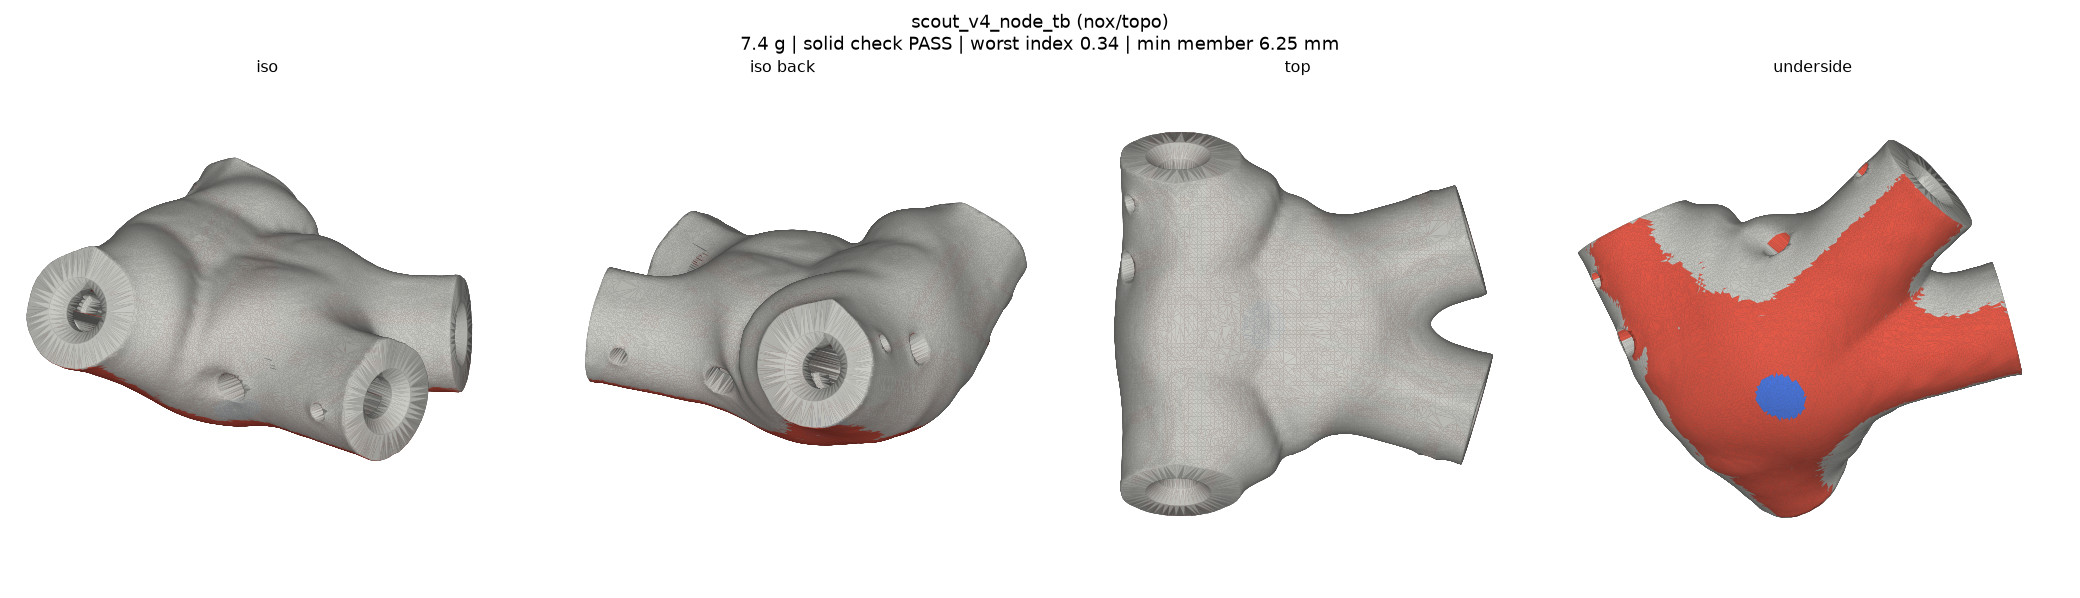 scout_v4_node_tb (nox/topo)
7.4 g | solid check PASS | worst index 0.34 | min member 6.25 mm
iso
iso back
top
underside